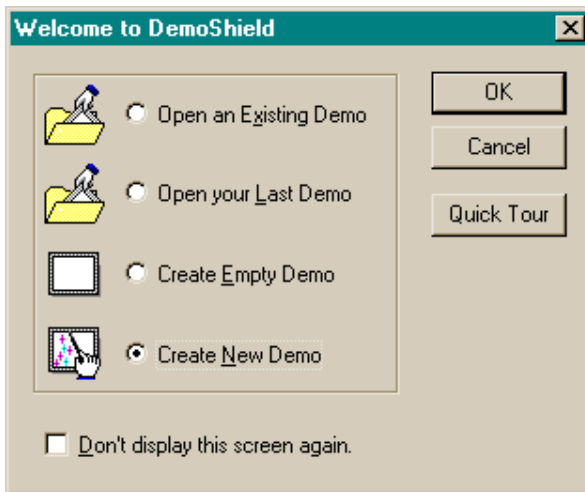 Welcome to DemoShield
Open an Existing Demo
OK
Cancel
Open your Last Demo
Quick Tour
Create Empty Demo
Create New Demo
Don't display this screen again.